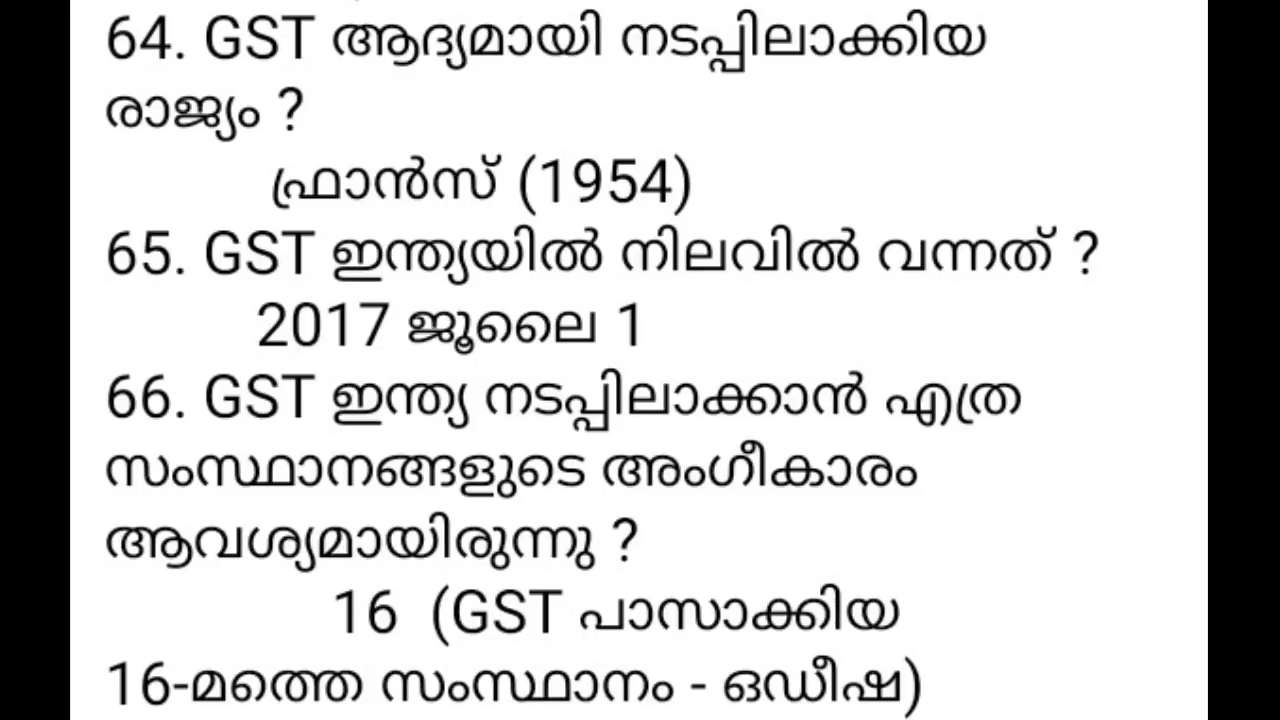 64. GST ആദ്യമായി നടപ്പിലാക്കിയ
രാജ്യം ?
ഫ്രാൻസ് (1954)
65. GST ഇന്ത്യയിൽ നിലവിൽ വന്നത് ?
2017 ജൂലൈ 1
66. GST ഇന്ത്യ നടപ്പിലാക്കാൻ എത്ര
സംസ്ഥാനങ്ങളുടെ അംഗീകാരം
ആവശ്യമായിരുന്നു ?
16 (GST പാസാക്കിയ
16-മത്തെ സംസ്ഥാനം - ഒഡീഷ)